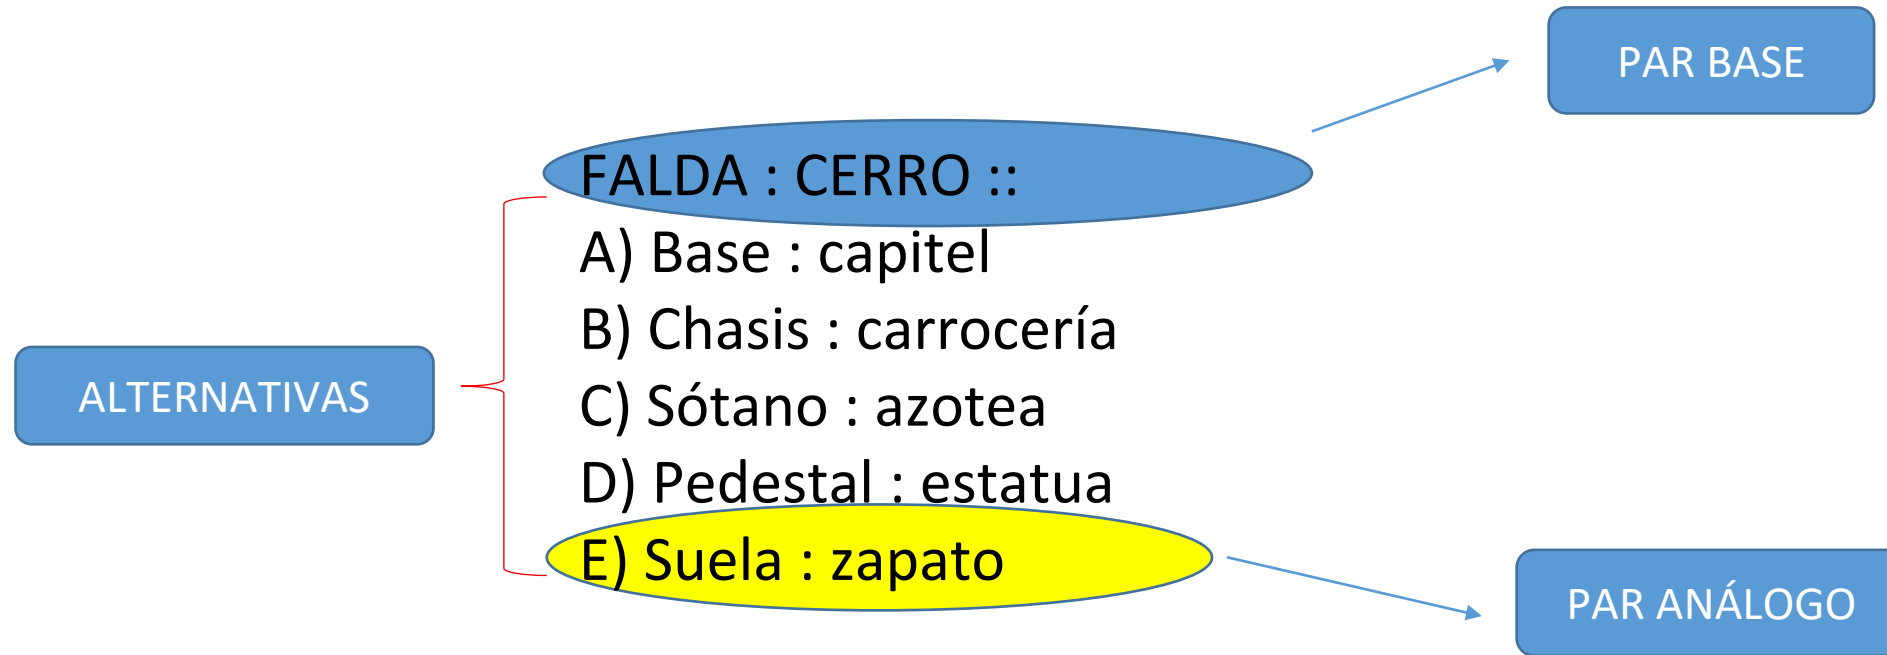 PAR BASE
FALDA : CERRO ::
A) Base : capitel
B) Chasis : carrocería
ALTERNATIVAS
C) Sótano : azotea
D) Pedestal : estatua
E) Suela : zapato
PAR ANÁLOGO